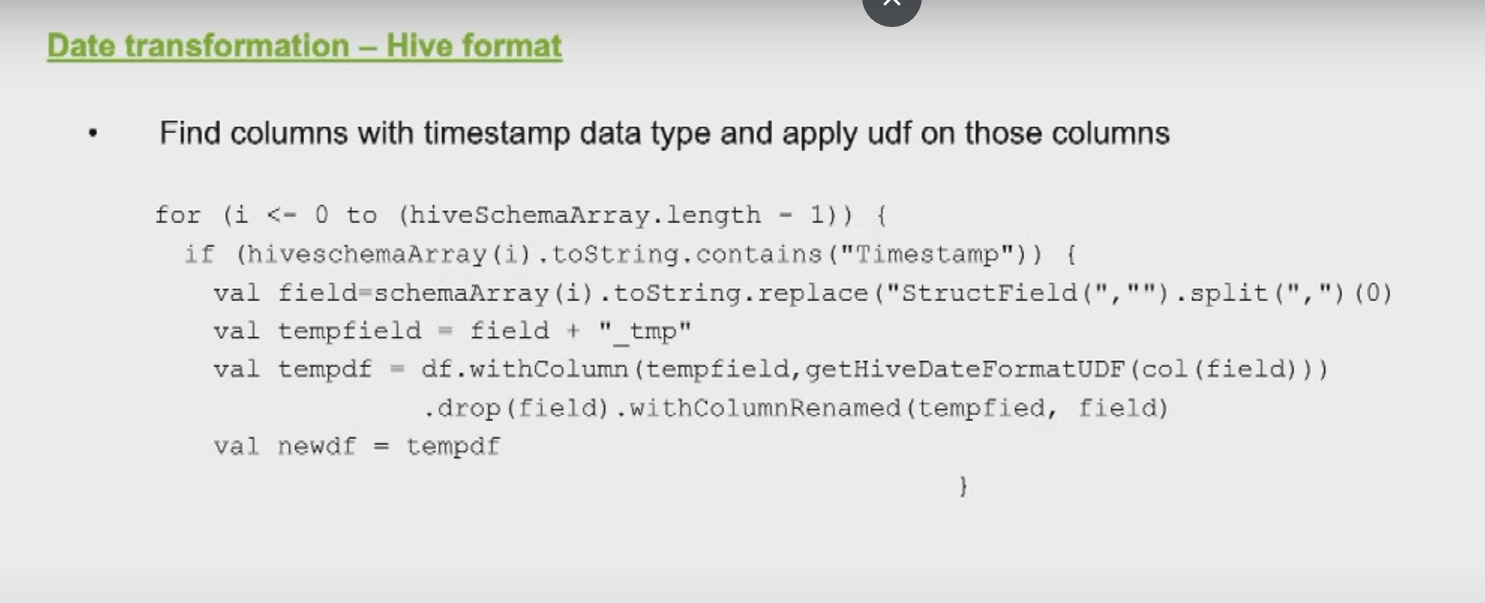 Date transformation – Hive format
• Find columns with timestamp data type and apply udf on those columns
for (i <- 0 to (hiveSchemaArray.length - 1)) {
if (hiveschemaArray(i).toString.contains("Timestamp")) {
val field=schemaArray(i).toString.replace("StructField(","").split(",")(0)
val tempfield = field + "_tmp"
val tempdf = df.withColumn(tempfield,getHiveDateFormatUDF(col(field)))
.drop(field).withColumnRenamed(tempfied, field)
val newdf = tempdf
}